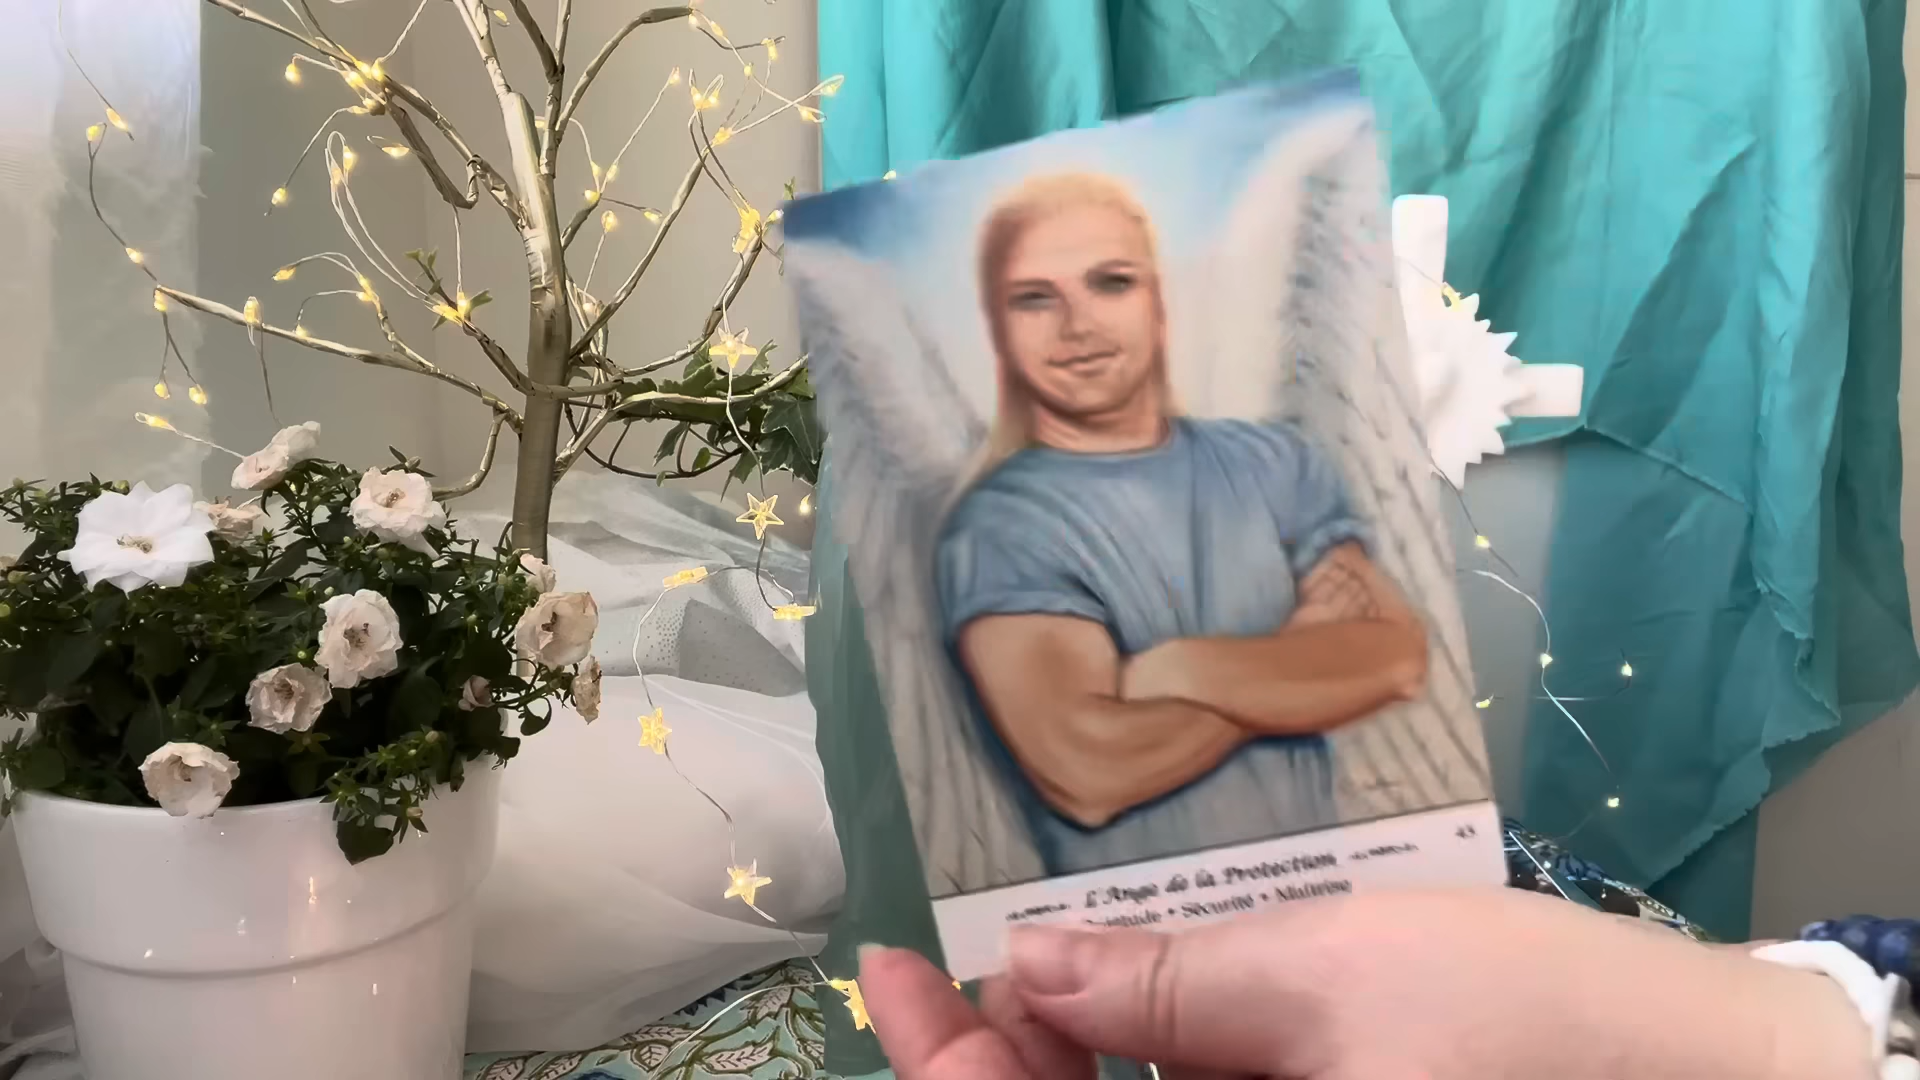 43
L'Ange de la Protection
• Sécurité • Maîtrise